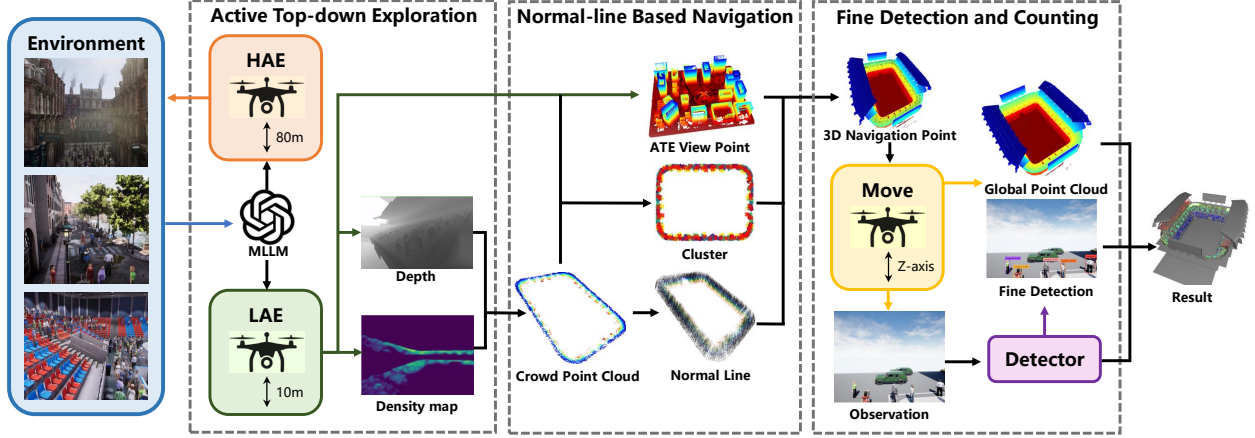 Environment
Active Top-down Exploration
HAE
80m
MLLM
LAE
10m
Depth
Density map
Normal-line Based Navigation
ATE View Point
Cluster
Crowd Point Cloud
Normal Line
Fine Detection and Counting
3D Navigation Point
Move
Z-axis
Global Point Cloud
Fine Detection
Observation
Detector
Result